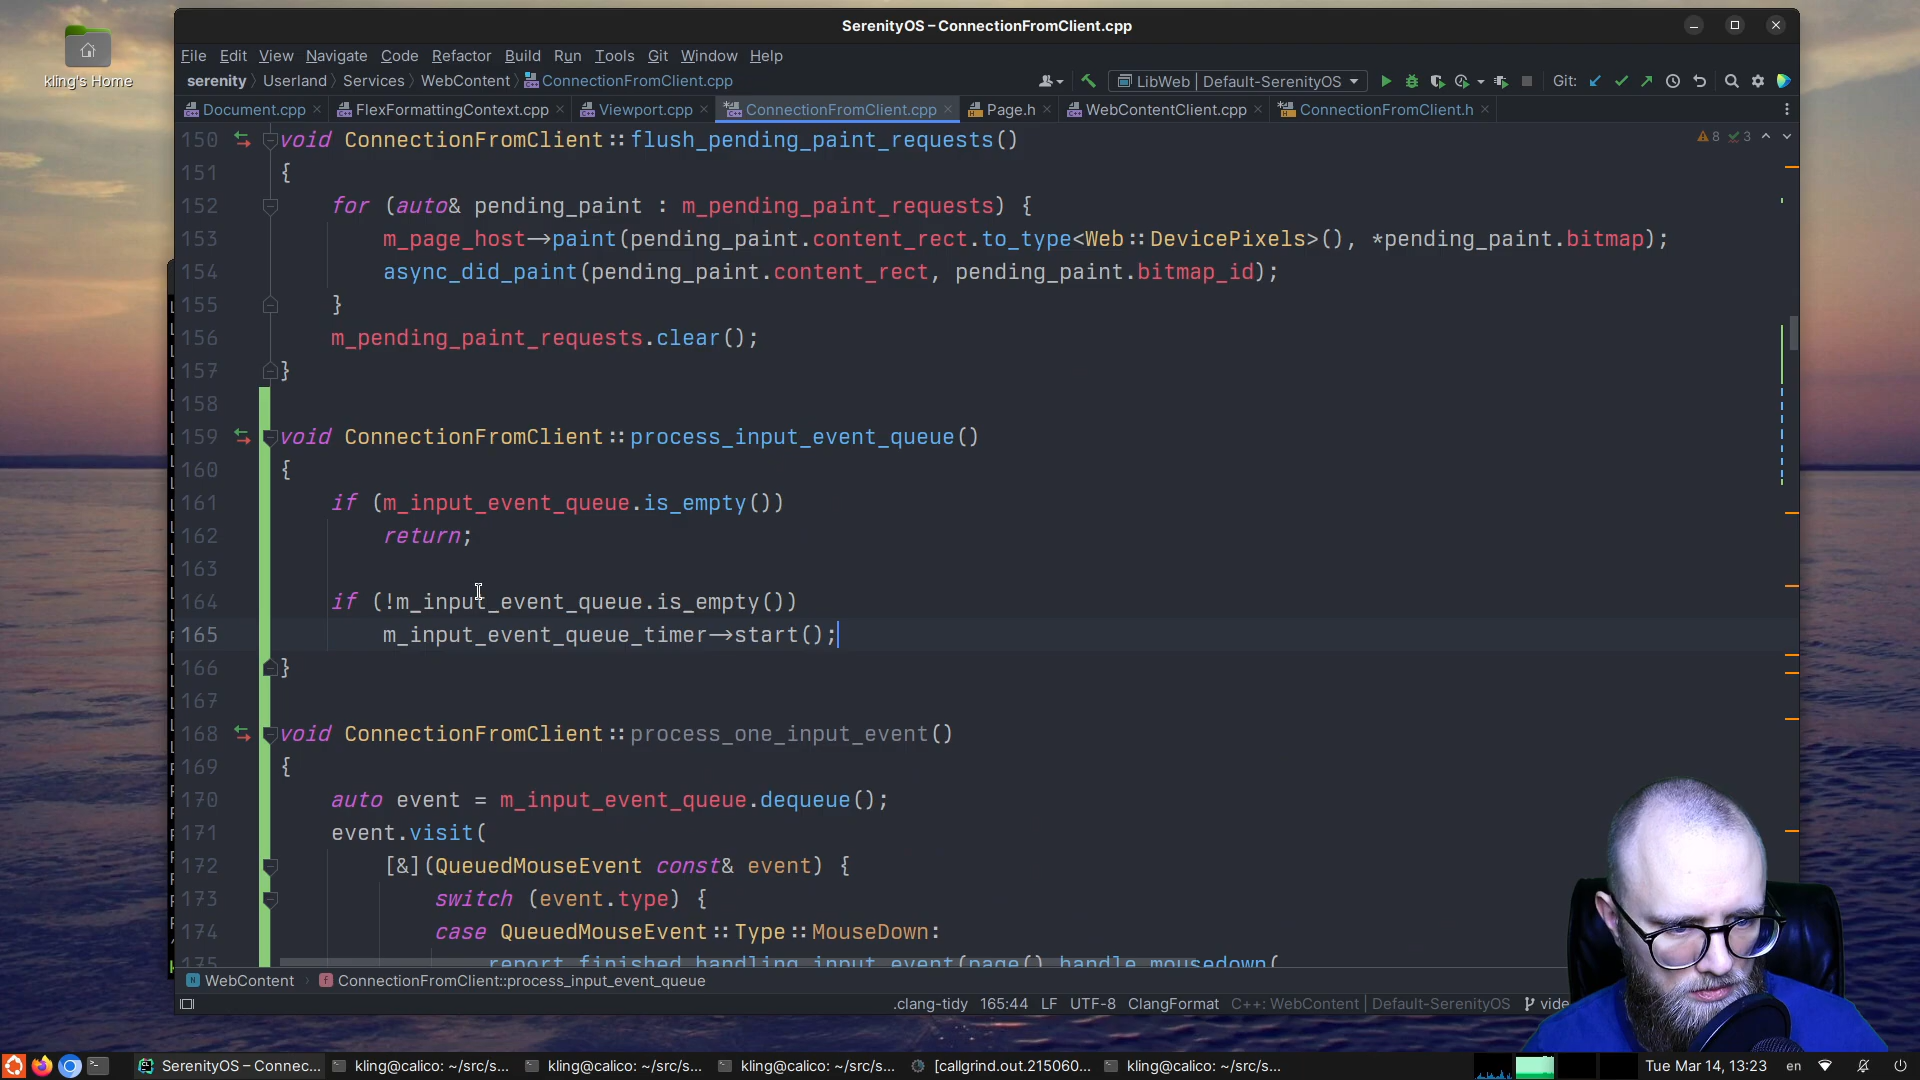 kling's Home
SerenityOS – ConnectionFromClient.cpp
File Edit View Navigate Code Refactor Build Run Tools Git Window Help
serenity Userland Services WebContent ConnectionFromClient.cpp LibWeb | Default-SerenityOS Git:
Document.cpp FlexFormattingContext.cpp Viewport.cpp ConnectionFromClient.cpp Page.h WebContentClient.cpp ConnectionFromClient.h
8 3
150 void ConnectionFromClient::flush_pending_paint_requests()
151 {
152 for (auto& pending_paint : m_pending_paint_requests) {
153 m_page_host->paint(pending_paint.content_rect.to_type<Web::DevicePixels>(), *pending_paint.bitmap);
154 async_did_paint(pending_paint.content_rect, pending_paint.bitmap_id);
155 }
156 m_pending_paint_requests.clear();
157 }
158
159 void ConnectionFromClient::process_input_event_queue()
160 {
161 if (m_input_event_queue.is_empty())
162 return;
163
164 if (!m_input_event_queue.is_empty())
165 m_input_event_queue_timer->start();
166 }
167
168 void ConnectionFromClient::process_one_input_event()
169 {
170 auto event = m_input_event_queue.dequeue();
171 event.visit(
172 [&](QueuedMouseEvent const& event) {
173 switch (event.type) {
174 case QueuedMouseEvent::Type::MouseDown:
175 report_finished_handling_input_event(page().handle_mousedown(
WebContent ConnectionFromClient::process_input_event_queue
.clang-tidy 165:44 LF UTF-8 ClangFormat C++: WebContent | Default-SerenityOS vide
SerenityOS – Connec... kling@calico: ~/src/s... kling@calico: ~/src/s... kling@calico: ~/src/s... [callgrind.out.215060... kling@calico: ~/src/s... Tue Mar 14, 13:23 en